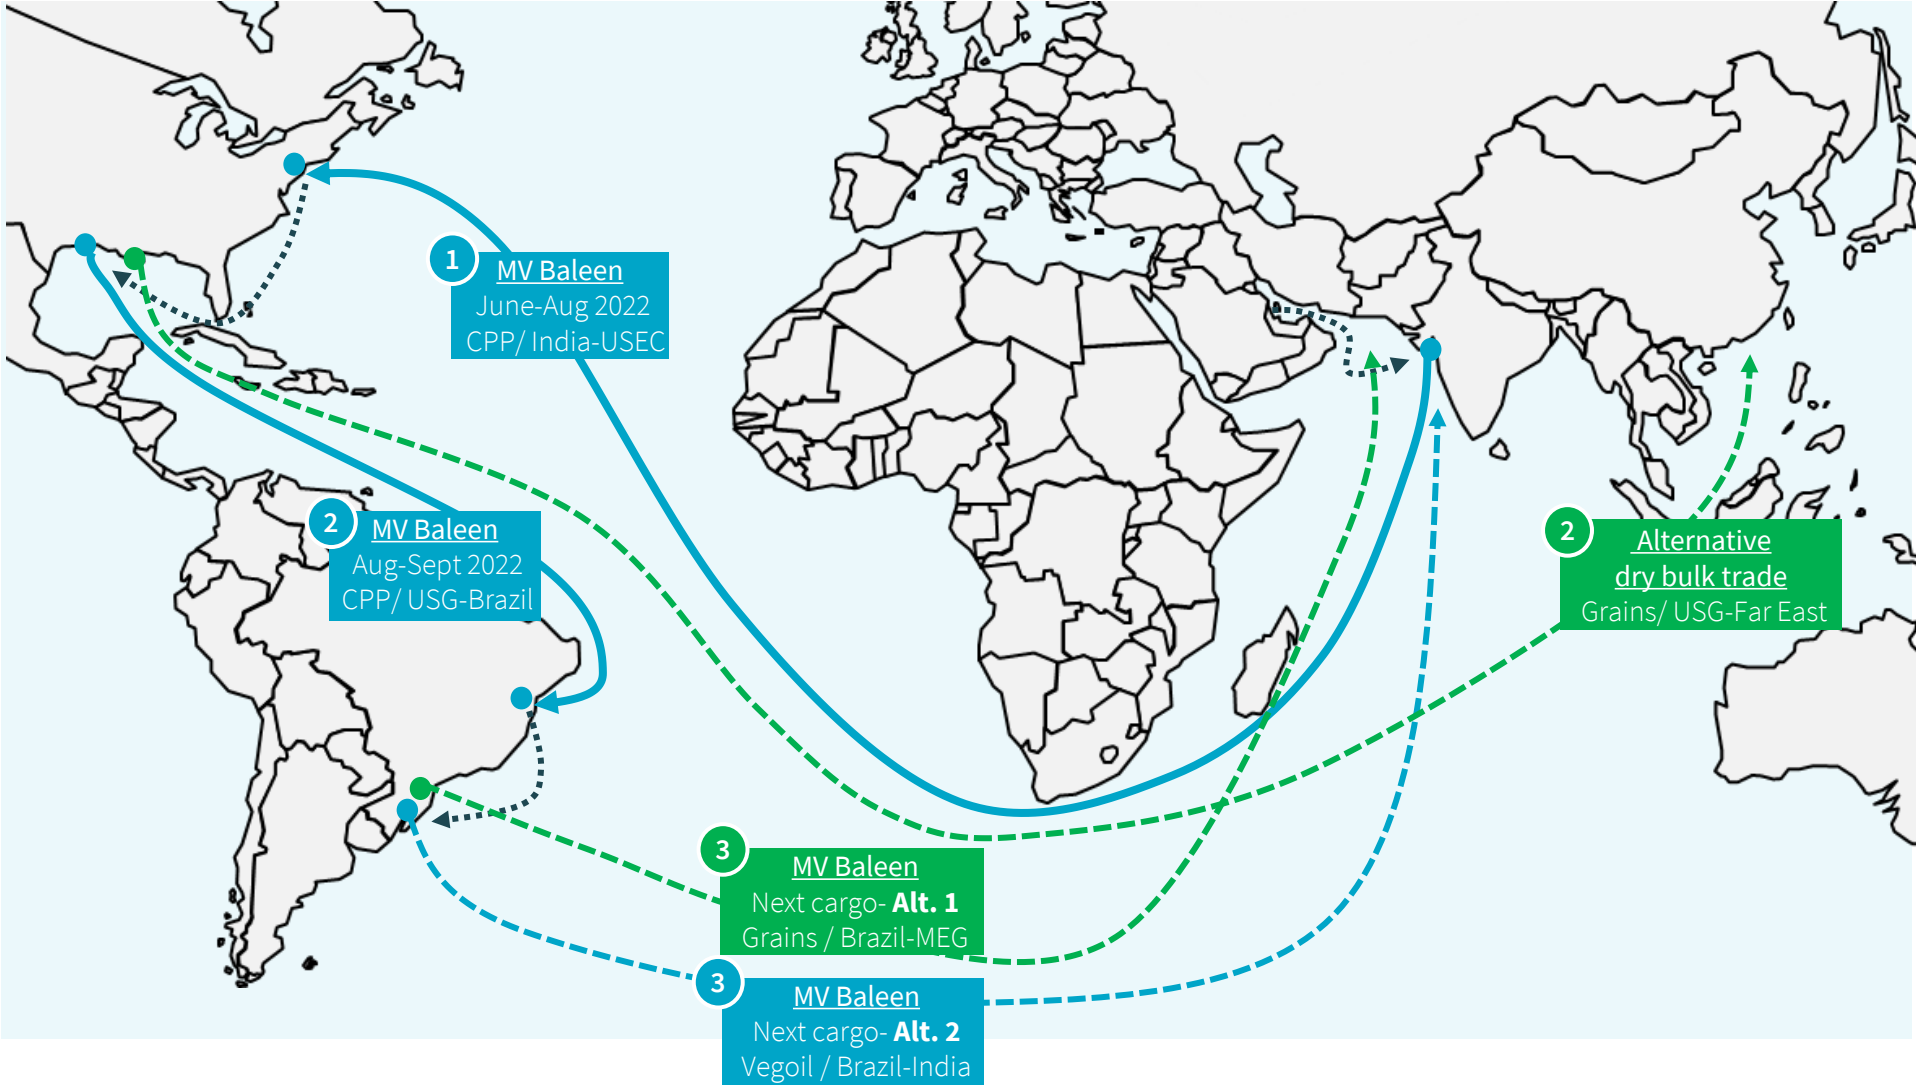 1
MV Baleen
June-Aug 2022
CPP/ India-USEC
2
MV Baleen
Aug-Sept 2022
CPP/ USG-Brazil
2
Alternative
dry bulk trade
Grains/ USG-Far East
3
MV Baleen
Next cargo- Alt. 1
Grains / Brazil-MEG
3
MV Baleen
Next cargo- Alt. 2
Vegoil / Brazil-India